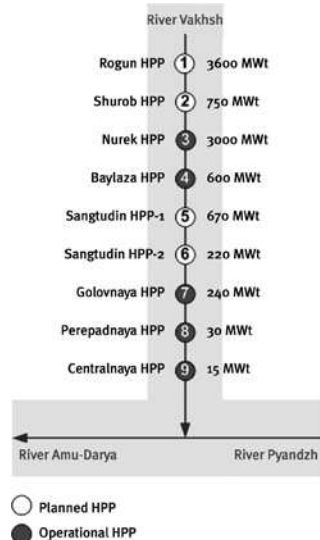 River Vakhsh
Rogun HPP 1 3600 MWt
Shurob HPP 2 750 MWt
Nurek HPP 3 3000 MWt
Baylaza HPP 4 600 MWt
Sangtudin HPP-1 5 670 MWt
Sangtudin HPP-2 6 220 MWt
Golovnaya HPP 7 240 MWt
Perepadnaya HPP 8 30 MWt
Centralnaya HPP 9 15 MWt
River Amu-Darya River Pyandzh
Planned HPP
Operational HPP